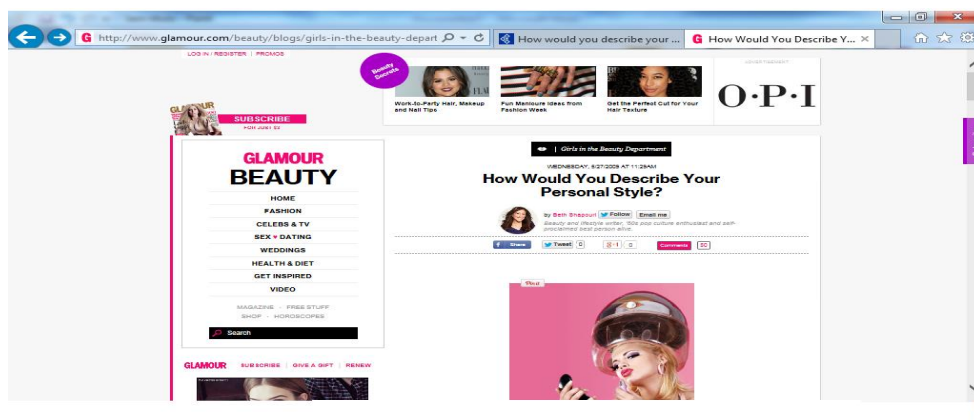 http://www.glamour.com/beauty/blogs/girls-in-the-beauty-depart
How would you describe your ...
How Would You Describe Y...
LOG IN / REGISTER | PROMOS
Beauty Secrets
Work-to-Party Hair, Makeup
and Nail Tips
Fun Manicure Ideas from
Fashion Week
Get the Perfect Cut for Your
Hair Texture
ADVERTISEMENT
O·P·I
GLAMOUR
SUBSCRIBE
FOR JUST $5
GLAMOUR
BEAUTY
HOME
FASHION
CELEBS & TV
SEX ♥ DATING
WEDDINGS
HEALTH & DIET
GET INSPIRED
VIDEO
MAGAZINE - FREE STUFF
SHOP - HOROSCOPES
Search
GLAMOUR SUBSCRIBE | GIVE A GIFT | RENEW
| Girls in the Beauty Department
WEDNESDAY, 5/27/2009 AT 11:28AM
How Would You Describe Your
Personal Style?
by Beth Shapouri Follow Email me
Beauty and lifestyle writer, '90s pop culture enthusiast and self-
proclaimed best person alive.
Share Tweet 0 +1 0 Comments 50
Pin it